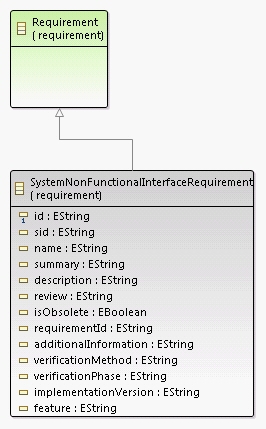 Requirement
( requirement)
SystemNonFunctionalInterfaceRequirement
( requirement)
id : EString
sid : EString
name : EString
summary : EString
description : EString
review : EString
isObsolete : EBoolean
requirementId : EString
additionalInformation : EString
verificationMethod : EString
verificationPhase : EString
implementationVersion : EString
feature : EString